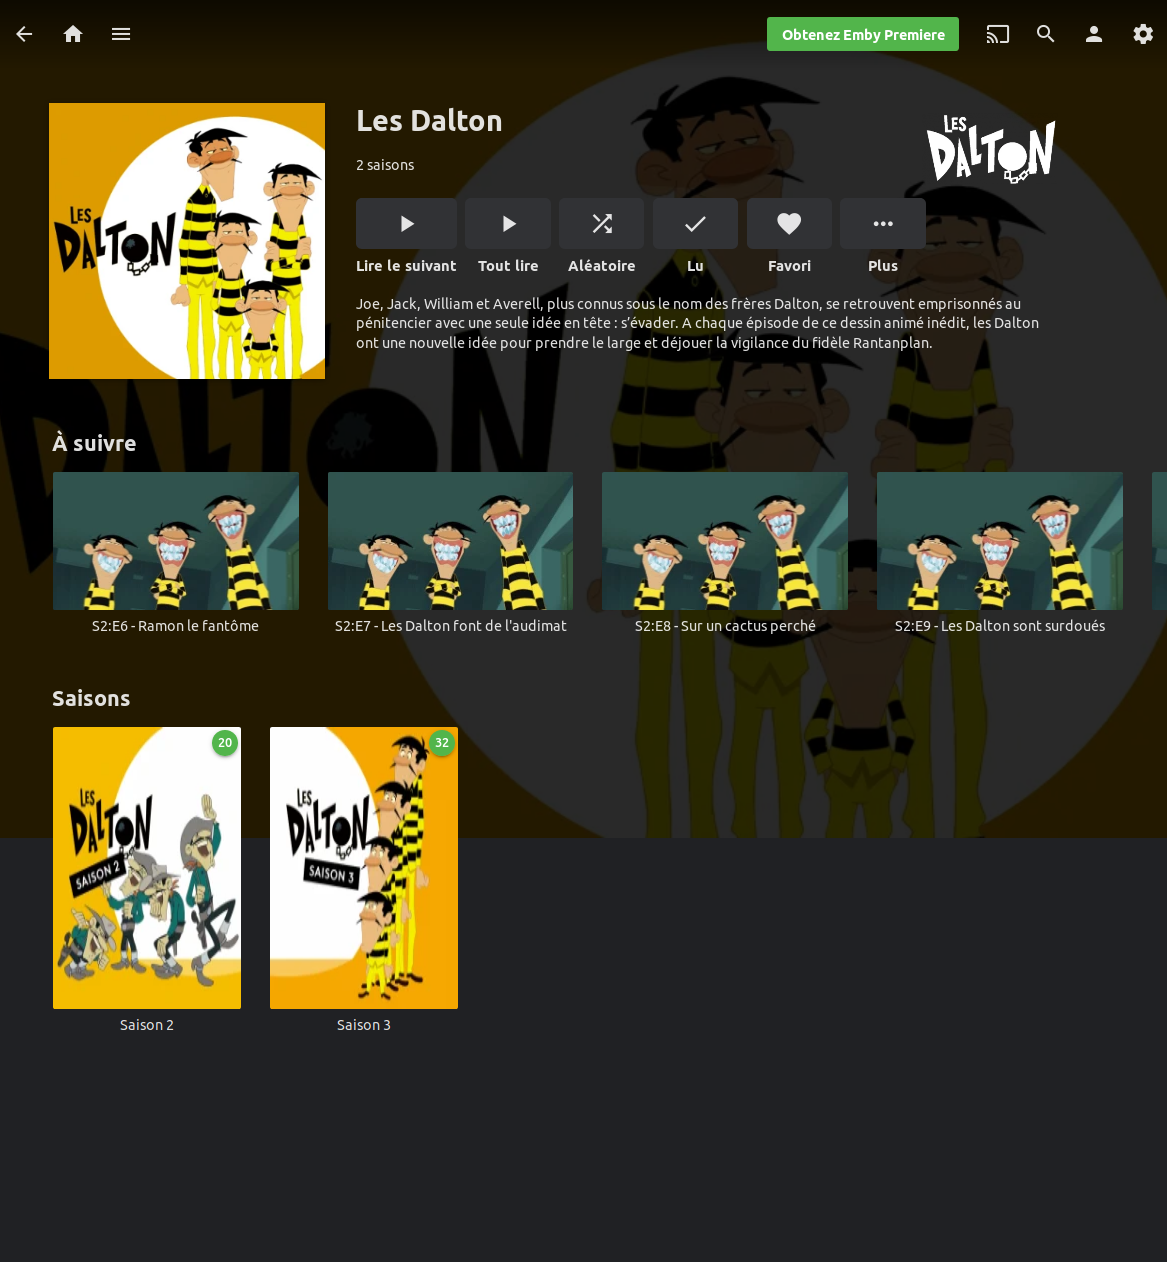 Obtenez Emby Premiere
LES DALTON
Les Dalton
LES DALTON
2 saisons
Lire le suivant
Tout lire
Aléatoire
Lu
Favori
Plus
Joe, Jack, William et Averell, plus connus sous le nom des frères Dalton, se retrouvent emprisonnés au
pénitencier avec une seule idée en tête : s’évader. A chaque épisode de ce dessin animé inédit, les Dalton
ont une nouvelle idée pour prendre le large et déjouer la vigilance du fidèle Rantanplan.
À suivre
S2:E6 - Ramon le fantôme
S2:E7 - Les Dalton font de l'audimat
S2:E8 - Sur un cactus perché
S2:E9 - Les Dalton sont surdoués
Saisons
20
LES DALTON
SAISON 2
Saison 2
32
LES DALTON
SAISON 3
Saison 3